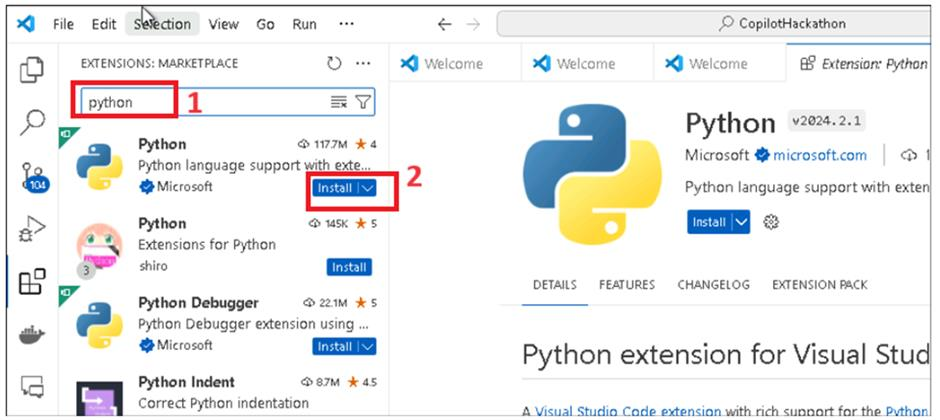 File Edit Selection View Go Run ... CopilotHackathon
EXTENSIONS: MARKETPLACE ...
Welcome Welcome Welcome Extension: Python
python 1
Python 117.7M 4
Python language support with exte...
Microsoft Install 2
Python 145K 5
Extensions for Python
shiro Install
3
104
Python Debugger 22.1M 5
Python Debugger extension using ...
Microsoft Install
Python Indent 8.7M 4.5
Correct Python indentation
Python v2024.2.1
Microsoft microsoft.com 1
Python language support with exten
Install
DETAILS FEATURES CHANGELOG EXTENSION PACK
Python extension for Visual Stud
A Visual Studio Code extension with rich support for the Python